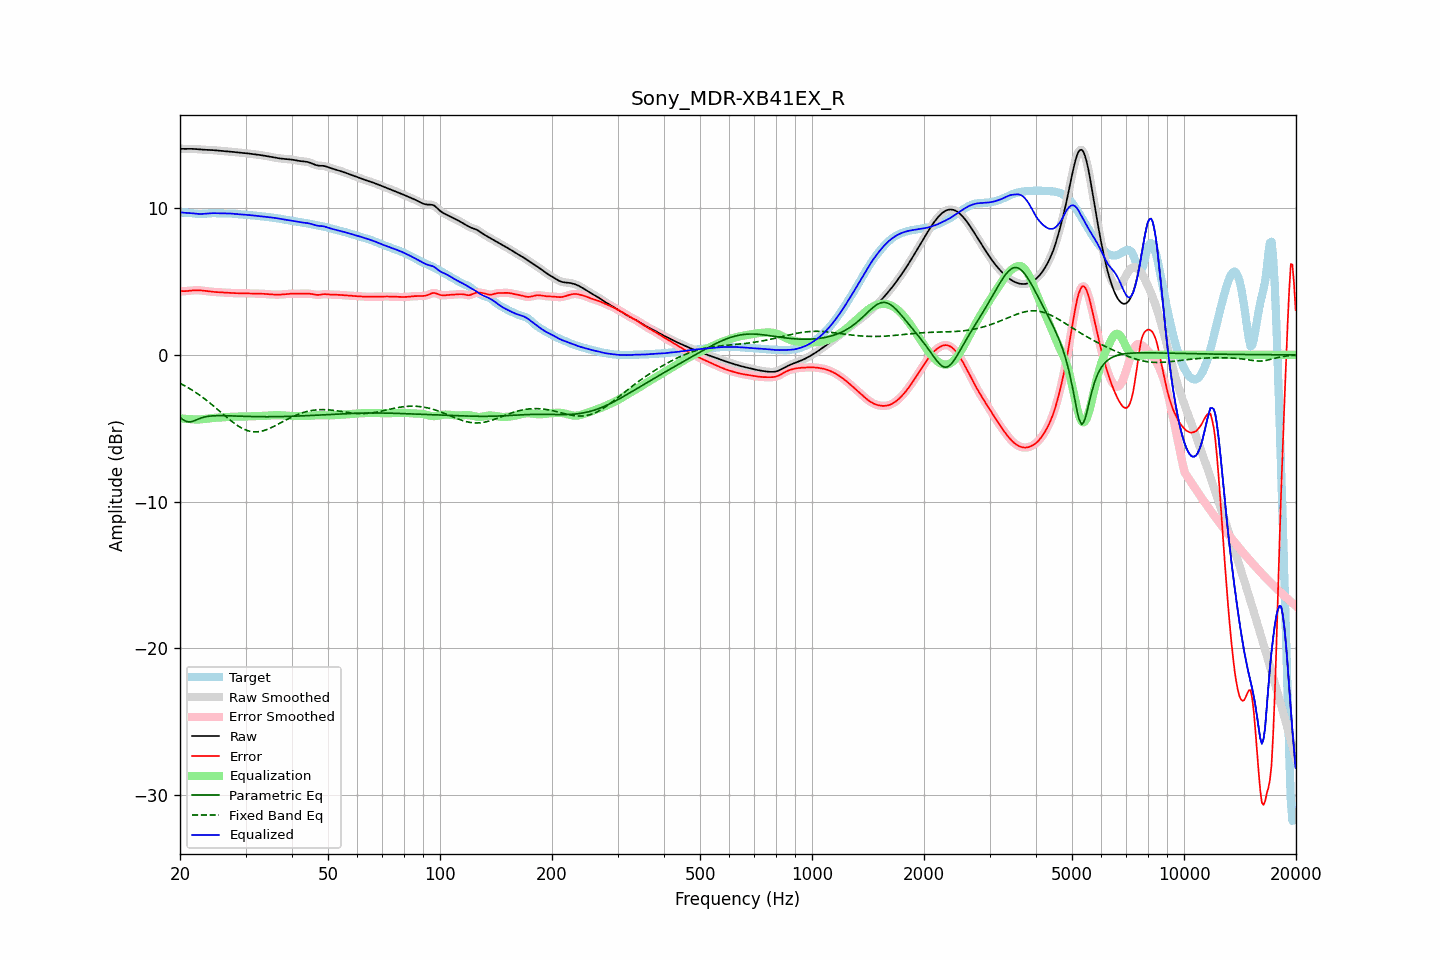 Sony_MDR-XB41EX_R
Amplitude (dBr)
10
0
−10
−20
−30
Target
Raw Smoothed
Error Smoothed
Raw
Error
Equalization
Parametric Eq
Fixed Band Eq
Equalized
20 50 100 200 500 1000 2000 5000 10000 20000
Frequency (Hz)